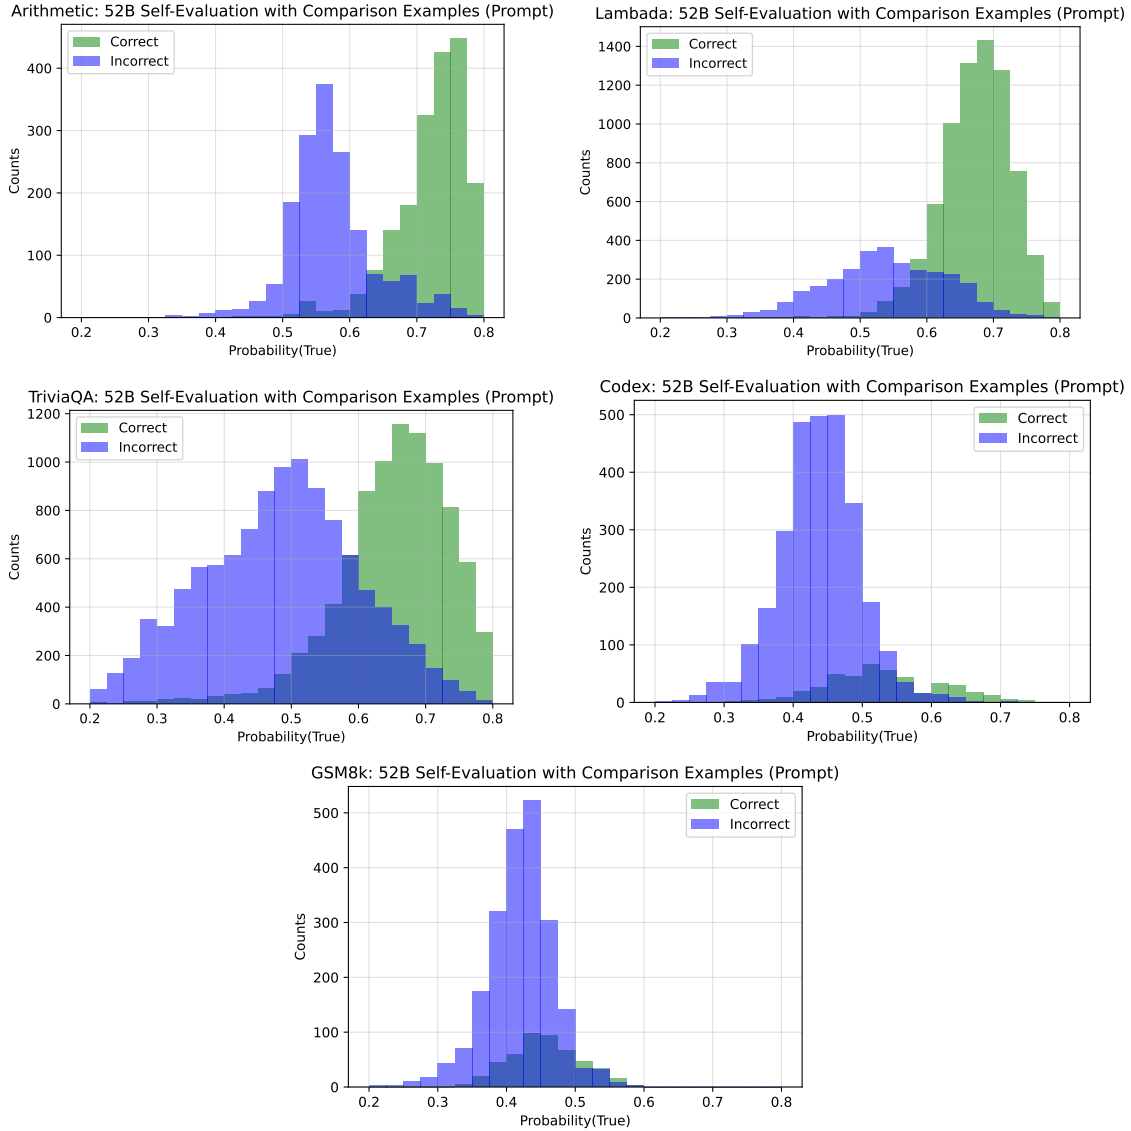 Arithmetic: 52B Self-Evaluation with Comparison Examples (Prompt)
Correct
Incorrect
400
300
200
100
0
Counts
0.2 0.3 0.4 0.5 0.6 0.7 0.8
Probability(True)
Lambada: 52B Self-Evaluation with Comparison Examples (Prompt)
Correct
Incorrect
1400
1200
1000
800
600
400
200
0
Counts
0.2 0.3 0.4 0.5 0.6 0.7 0.8
Probability(True)
TriviaQA: 52B Self-Evaluation with Comparison Examples (Prompt)
Correct
Incorrect
1200
1000
800
600
400
200
0
Counts
0.2 0.3 0.4 0.5 0.6 0.7 0.8
Probability(True)
Codex: 52B Self-Evaluation with Comparison Examples (Prompt)
Correct
Incorrect
500
400
300
200
100
0
Counts
0.2 0.3 0.4 0.5 0.6 0.7 0.8
Probability(True)
GSM8k: 52B Self-Evaluation with Comparison Examples (Prompt)
Correct
Incorrect
500
400
300
200
100
0
Counts
0.2 0.3 0.4 0.5 0.6 0.7 0.8
Probability(True)